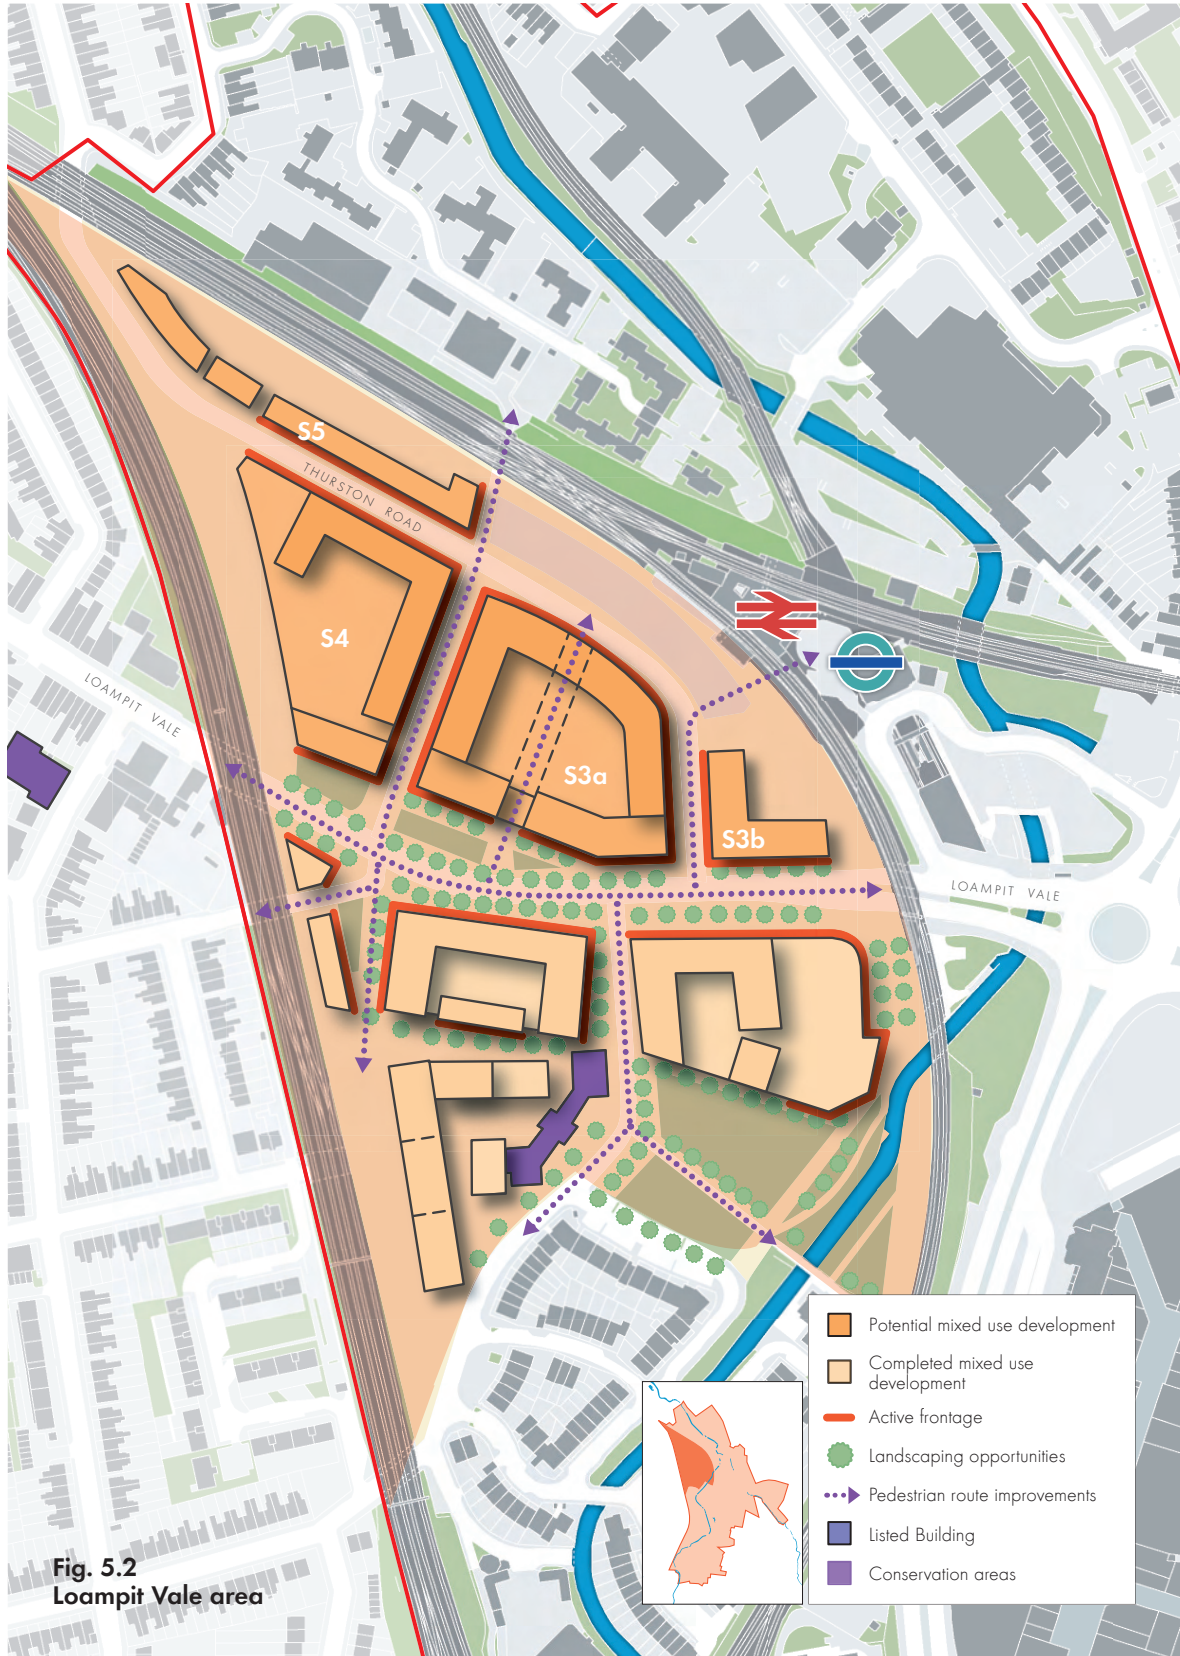 S5
THURSTON ROAD
S4
LOAMPIT VALE
S3a
S3b
LOAMPIT VALE
Potential mixed use development
Completed mixed use
development
Active frontage
Landscaping opportunities
Pedestrian route improvements
Listed Building
Conservation areas
Fig. 5.2
Loampit Vale area